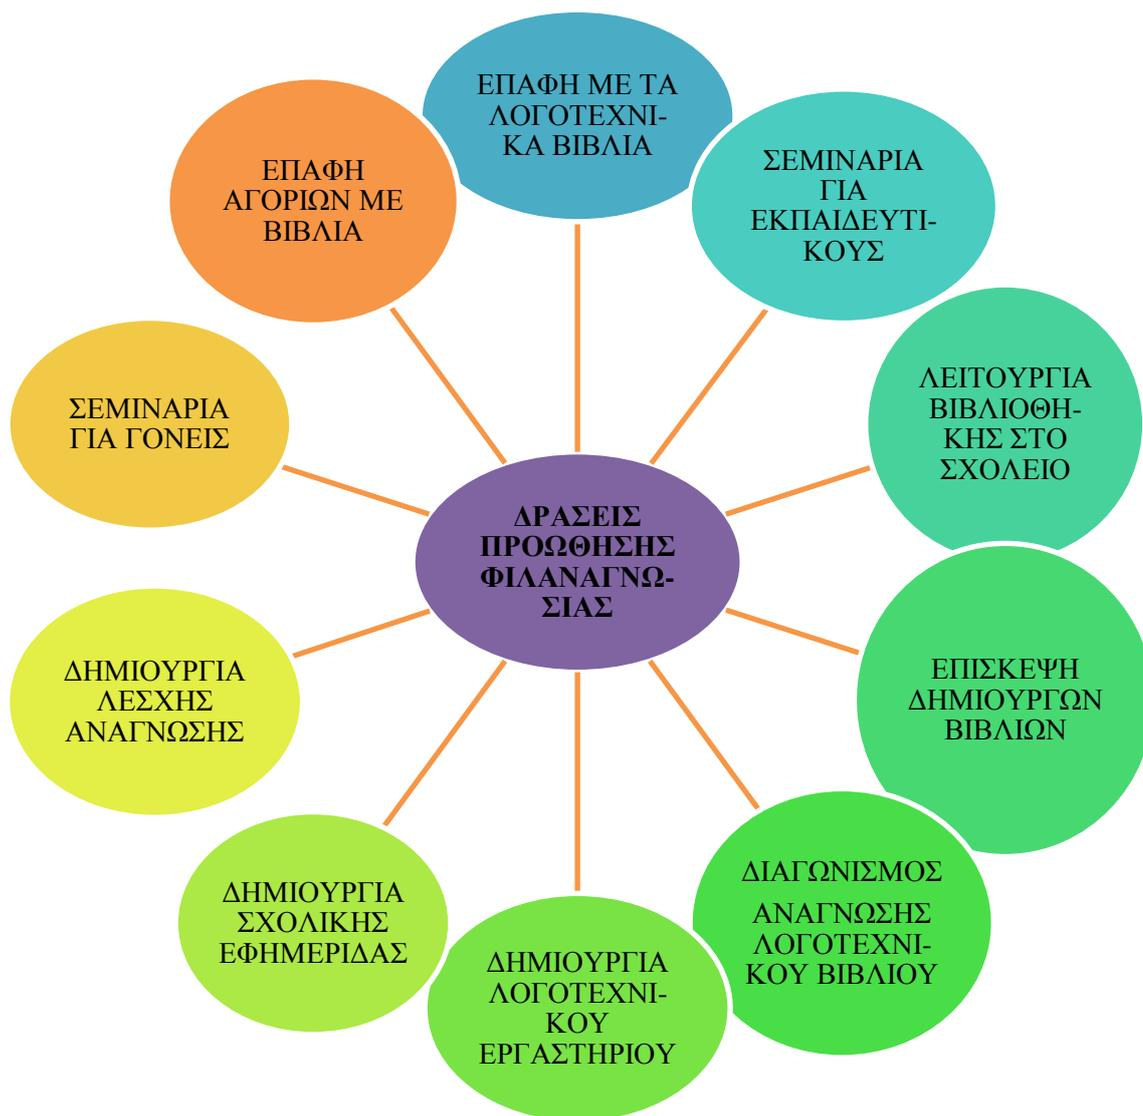 ΕΠΑΦΗ ΜΕ ΤΑ
ΛΟΓΟΤΕΧΝΙ-
ΚΑ ΒΙΒΛΙΑ
ΣΕΜΙΝΑΡΙΑ
ΓΙΑ
ΕΚΠΑΙΔΕΥΤΙ-
ΚΟΥΣ
ΛΕΙΤΟΥΡΓΙΑ
ΒΙΒΛΙΟΘΗ-
ΚΗΣ ΣΤΟ
ΣΧΟΛΕΙΟ
ΕΠΙΣΚΕΨΗ
ΔΗΜΙΟΥΡΓΩΝ
ΒΙΒΛΙΩΝ
ΔΙΑΓΩΝΙΣΜΟΣ
ΑΝΑΓΝΩΣΗΣ
ΛΟΓΟΤΕΧΝΙ-
ΚΟΥ ΒΙΒΛΙΟΥ
ΔΗΜΙΟΥΡΓΙΑ
ΛΟΓΟΤΕΧΝΙ-
ΚΟΥ
ΕΡΓΑΣΤΗΡΙΟΥ
ΔΗΜΙΟΥΡΓΙΑ
ΣΧΟΛΙΚΗΣ
ΕΦΗΜΕΡΙΔΑΣ
ΔΗΜΙΟΥΡΓΙΑ
ΛΕΣΧΗΣ
ΑΝΑΓΝΩΣΗΣ
ΣΕΜΙΝΑΡΙΑ
ΓΙΑ ΓΟΝΕΙΣ
ΕΠΑΦΗ
ΑΓΟΡΙΩΝ ΜΕ
ΒΙΒΛΙΑ
ΔΡΑΣΕΙΣ
ΠΡΟΩΘΗΣΗΣ
ΦΙΛΑΝΑΓΝΩ-
ΣΙΑΣ